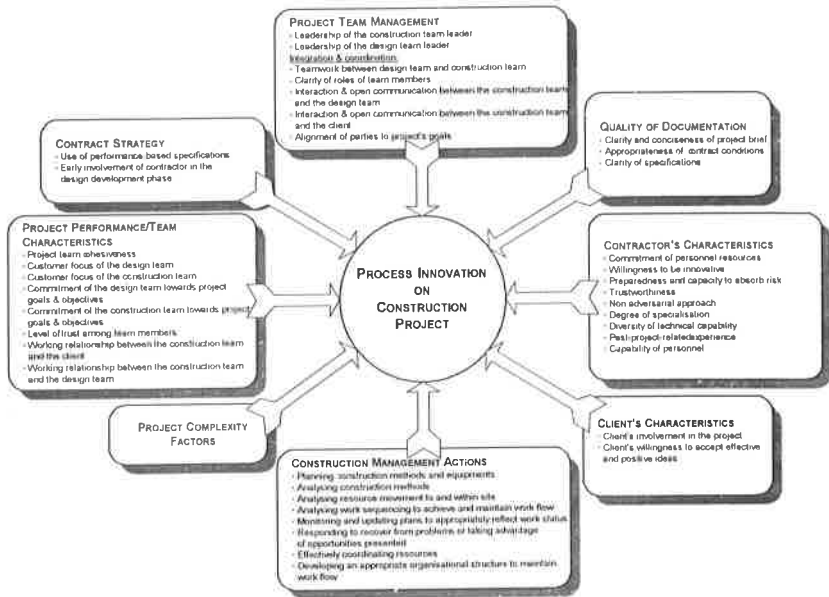 PROJECT TEAM MANAGEMENT
- Leadership of the construction team leader
- Leadership of the design team leader
Integration & coordination:
- Teamwork between design team and construction team
- Clarity of roles of team members
- Interaction & open communication between the construction team
and the design team
- Interaction & open communication between the construction team
and the client
- Alignment of parties to project's goals
CONTRACT STRATEGY
- Use of performance based specifications
- Early involvement of contractor in the
design development phase
QUALITY OF DOCUMENTATION
- Clarity and conciseness of project brief
- Appropriateness of contract conditions
- Clarity of specifications
PROJECT PERFORMANCE/TEAM
CHARACTERISTICS
- Project team cohesiveness
- Customer focus of the design team
- Customer focus of the construction team
- Commitment of the design team towards project
goals & objectives
- Commitment of the construction team towards project
goals & objectives
- Level of trust among team members
- Working relationship between the construction team
and the client
- Working relationship between the construction team
and the design team
PROCESS INNOVATION
ON
CONSTRUCTION
PROJECT
CONTRACTOR'S CHARACTERISTICS
- Commitment of personnel resources
- Willingness to be innovative
- Preparedness and capacity to absorb risk
- Trustworthiness
- Non adversarial approach
- Degree of specialisation
- Diversity of technical capability
- Past-project-related experience
- Capability of personnel
PROJECT COMPLEXITY
FACTORS
CONSTRUCTION MANAGEMENT ACTIONS
- Planning construction methods and equipments
- Analysing construction methods
- Analysing resource movement to and within site
- Analysing work sequencing to achieve and maintain work flow
- Monitoring and updating plans to appropriately reflect work status
- Responding to recover from problems or taking advantage
of opportunities presented
- Effectively coordinating resources
- Developing an appropriate organisational structure to maintain
work flow
CLIENT'S CHARACTERISTICS
- Client's involvement in the project
- Client's willingness to accept effective
and positive ideas